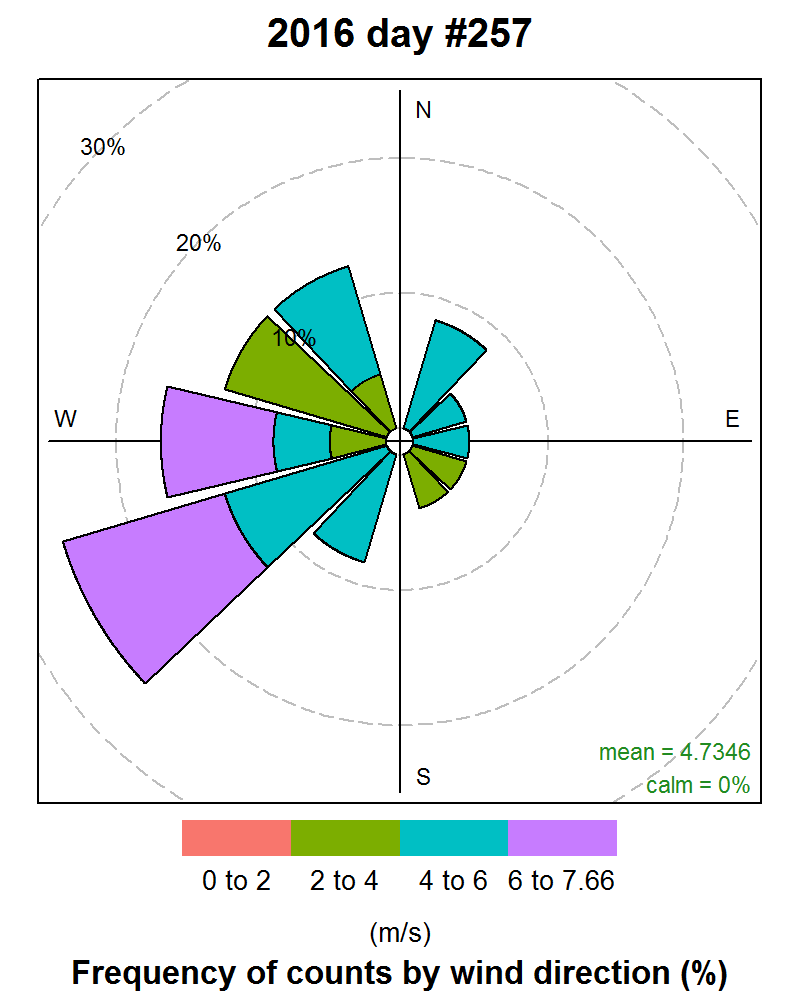 2016 day #257
N
30%
20%
10%
W
E
mean = 4.7346
S
calm = 0%
0 to 2
2 to 4
4 to 6
6 to 7.66
(m/s)
Frequency of counts by wind direction (%)